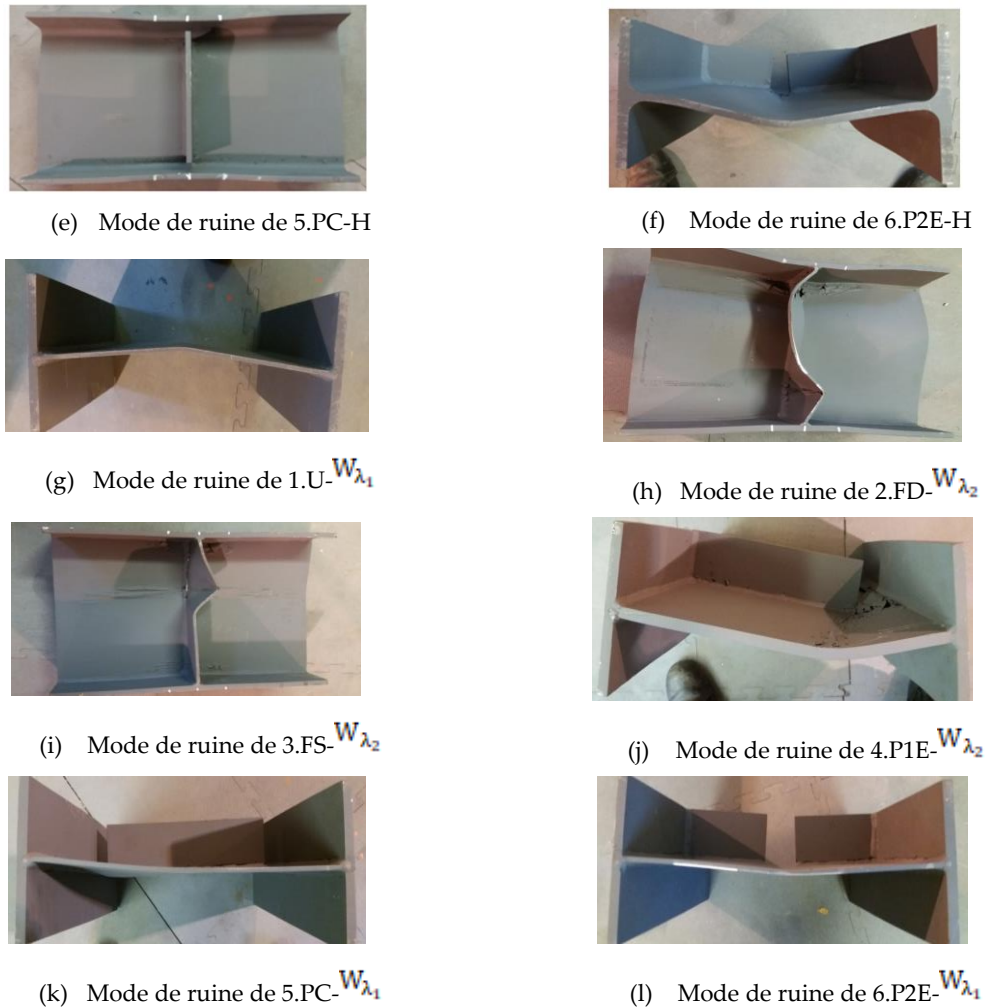 (e) Mode de ruine de 5.PC-H
(f) Mode de ruine de 6.P2E-H
(g) Mode de ruine de 1.U-Wλ₁
(h) Mode de ruine de 2.FD-Wλ₂
(i) Mode de ruine de 3.FS-Wλ₂
(j) Mode de ruine de 4.P1E-Wλ₂
(k) Mode de ruine de 5.PC-Wλ₁
(l) Mode de ruine de 6.P2E-Wλ₁